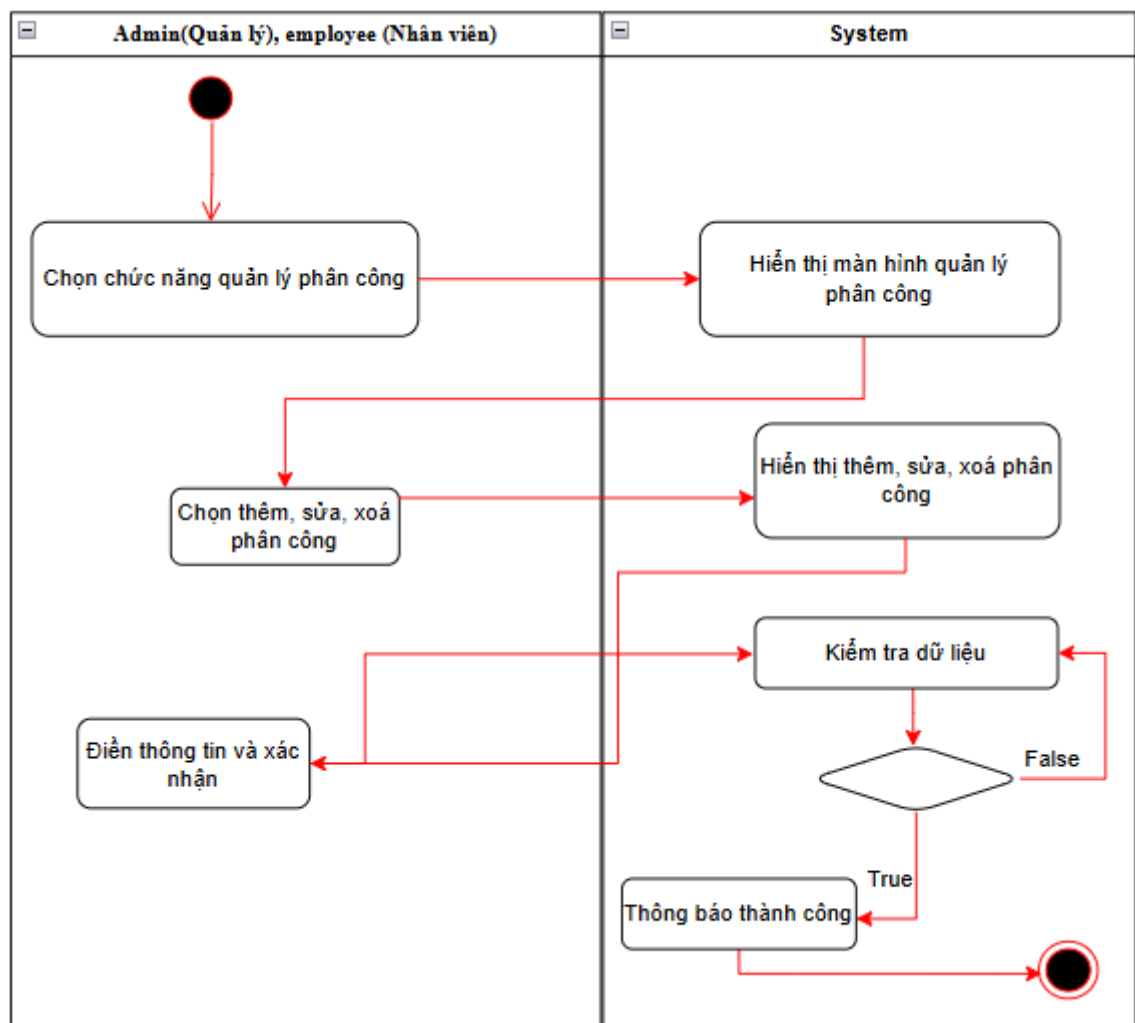 Admin(Quản lý), employee (Nhân viên)
System
Chọn chức năng quản lý phân công
Hiển thị màn hình quản lý
phân công
Chọn thêm, sửa, xoá
phân công
Hiển thị thêm, sửa, xoá phân
công
Kiểm tra dữ liệu
Điền thông tin và xác
nhận
False
True
Thông báo thành công